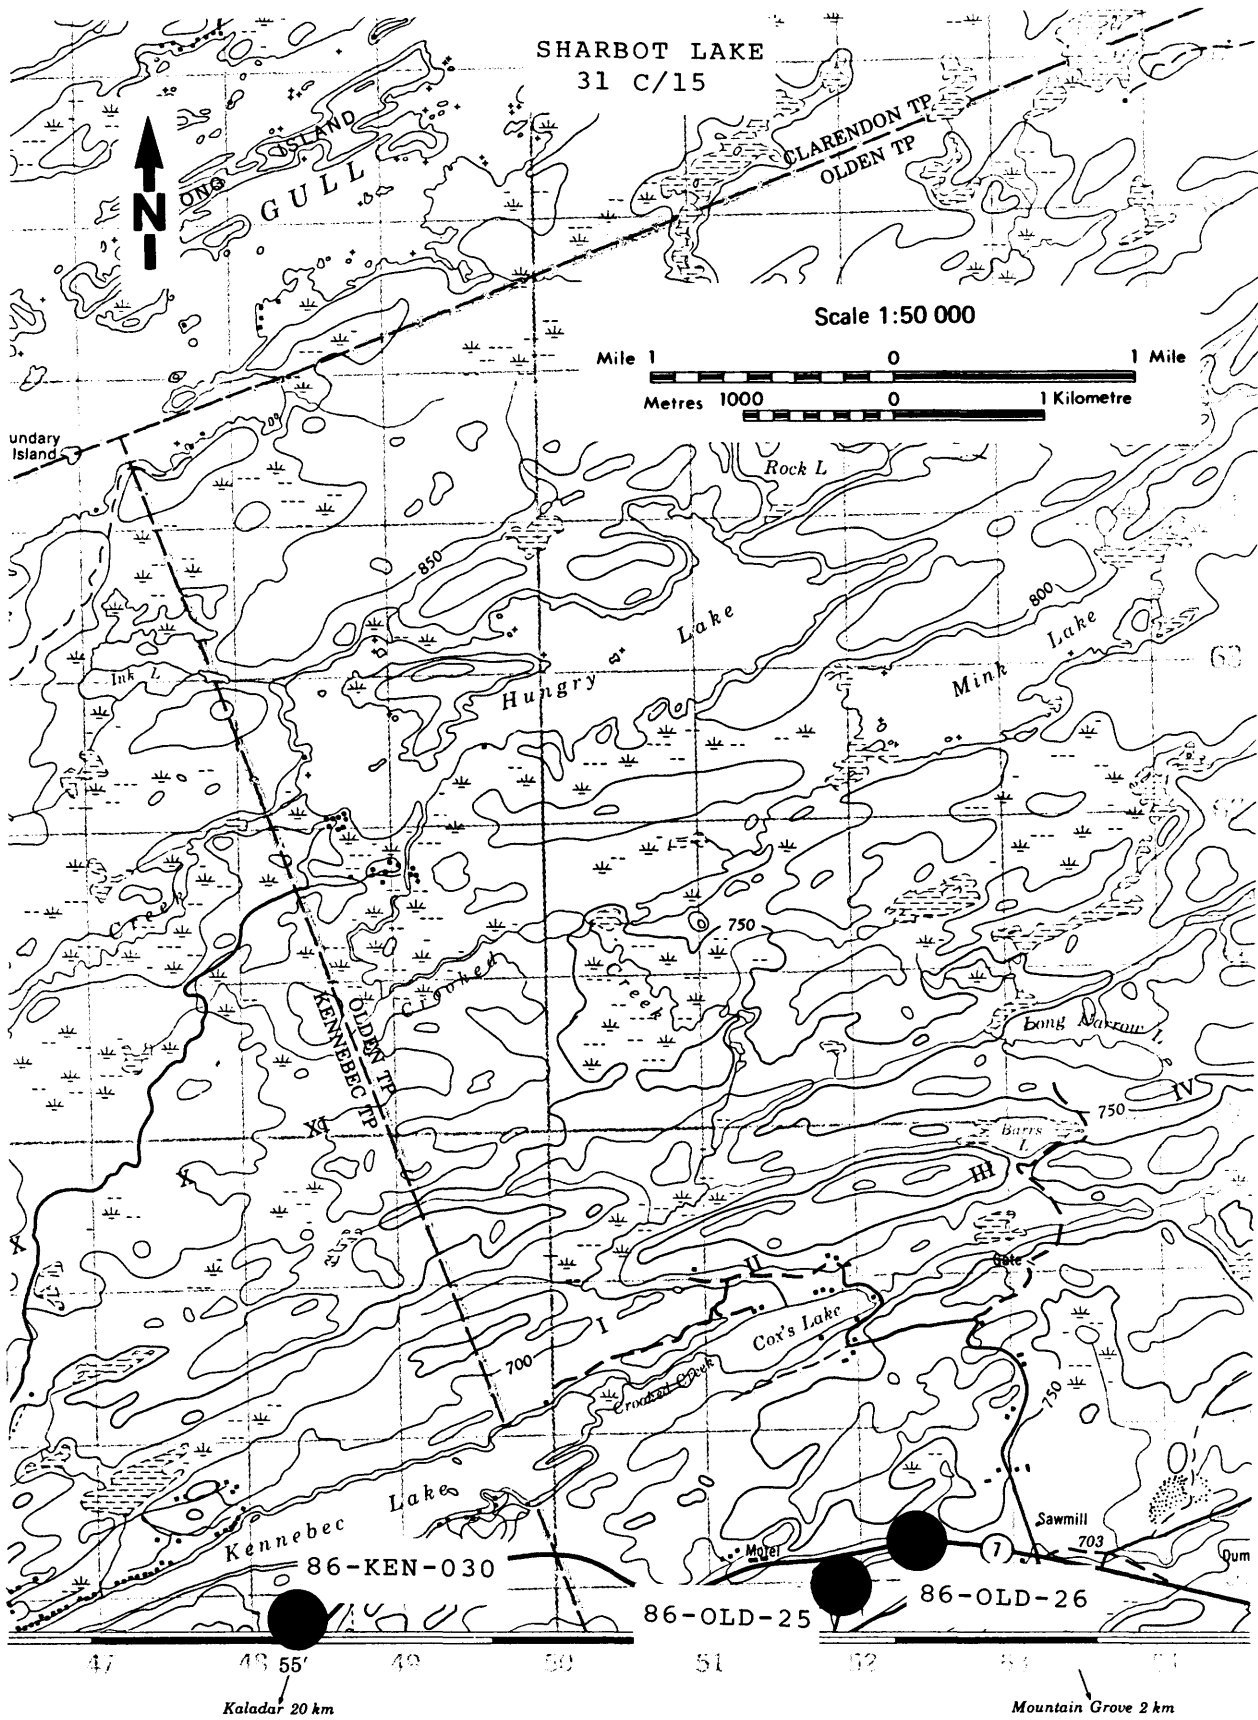 SHARBOT LAKE
31 C/15
CLARENDON TP
OLDEN TP
ISLAND
GULL
N
Scale 1:50 000
Mile 1 0 1 Mile
Metres 1000 0 1 Kilometre
undary
Island
Rock L
850
800
Hungry Lake
Mink Lake
Ink L
Creek
750
Crooked
Creek
OLDEN TP
KENNEBEC TP
Long Narrow L
IV
750
Barrs
L
XI
X
III
X
Gate
II
I
Cox's Lake
700
Crooked Creek
750
Kennebec Lake
Sawmill
Motel
7
703
Dum
86-KEN-030
86-OLD-25
86-OLD-26
47 48 55' 49 50 51 52
Kaladar 20 km
Mountain Grove 2 km